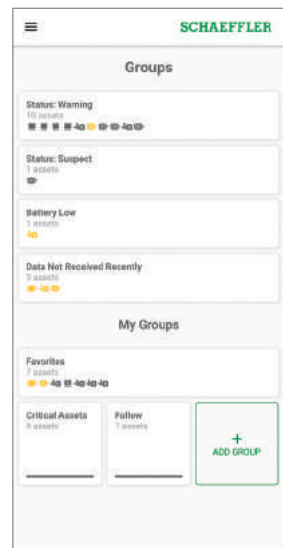 SCHAEFFLER
Groups
Status: Warning
10 assets
Status: Suspect
1 assets
Battery Low
1 assets
Data Not Received Recently
3 assets
My Groups
Favorites
7 assets
Critical Assets
assets
Follow
7 assets
+
ADD GROUP